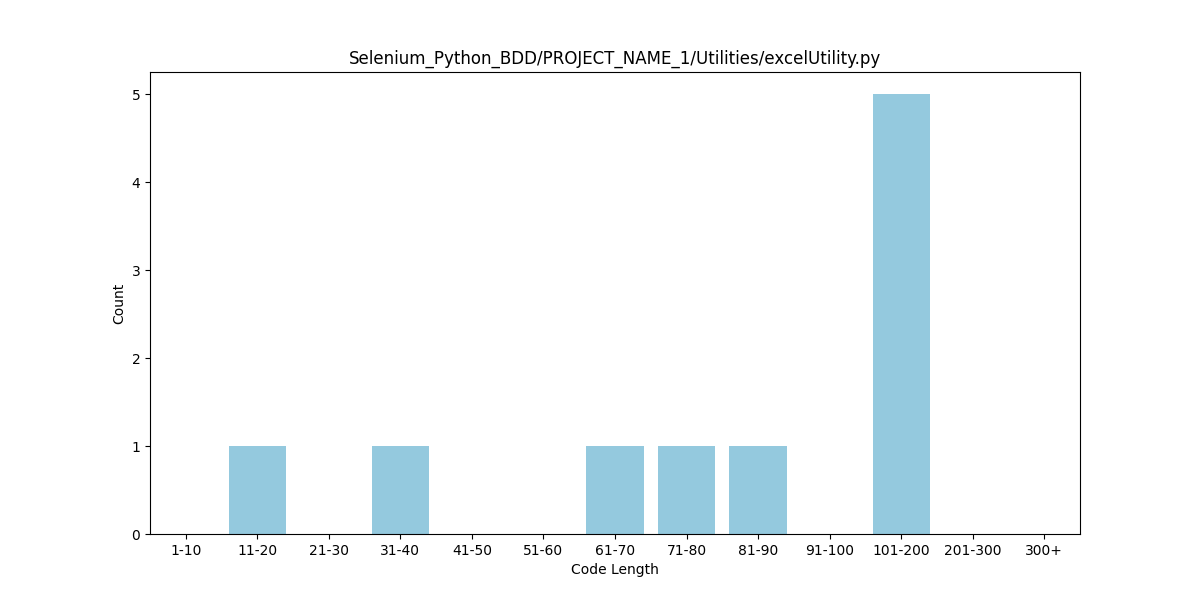 Selenium_Python_BDD/PROJECT_NAME_1/Utilities/excelUtility.py
5
4
3
2
1
0
Count
1-10 11-20 21-30 31-40 41-50 51-60 61-70 71-80 81-90 91-100 101-200 201-300 300+
Code Length